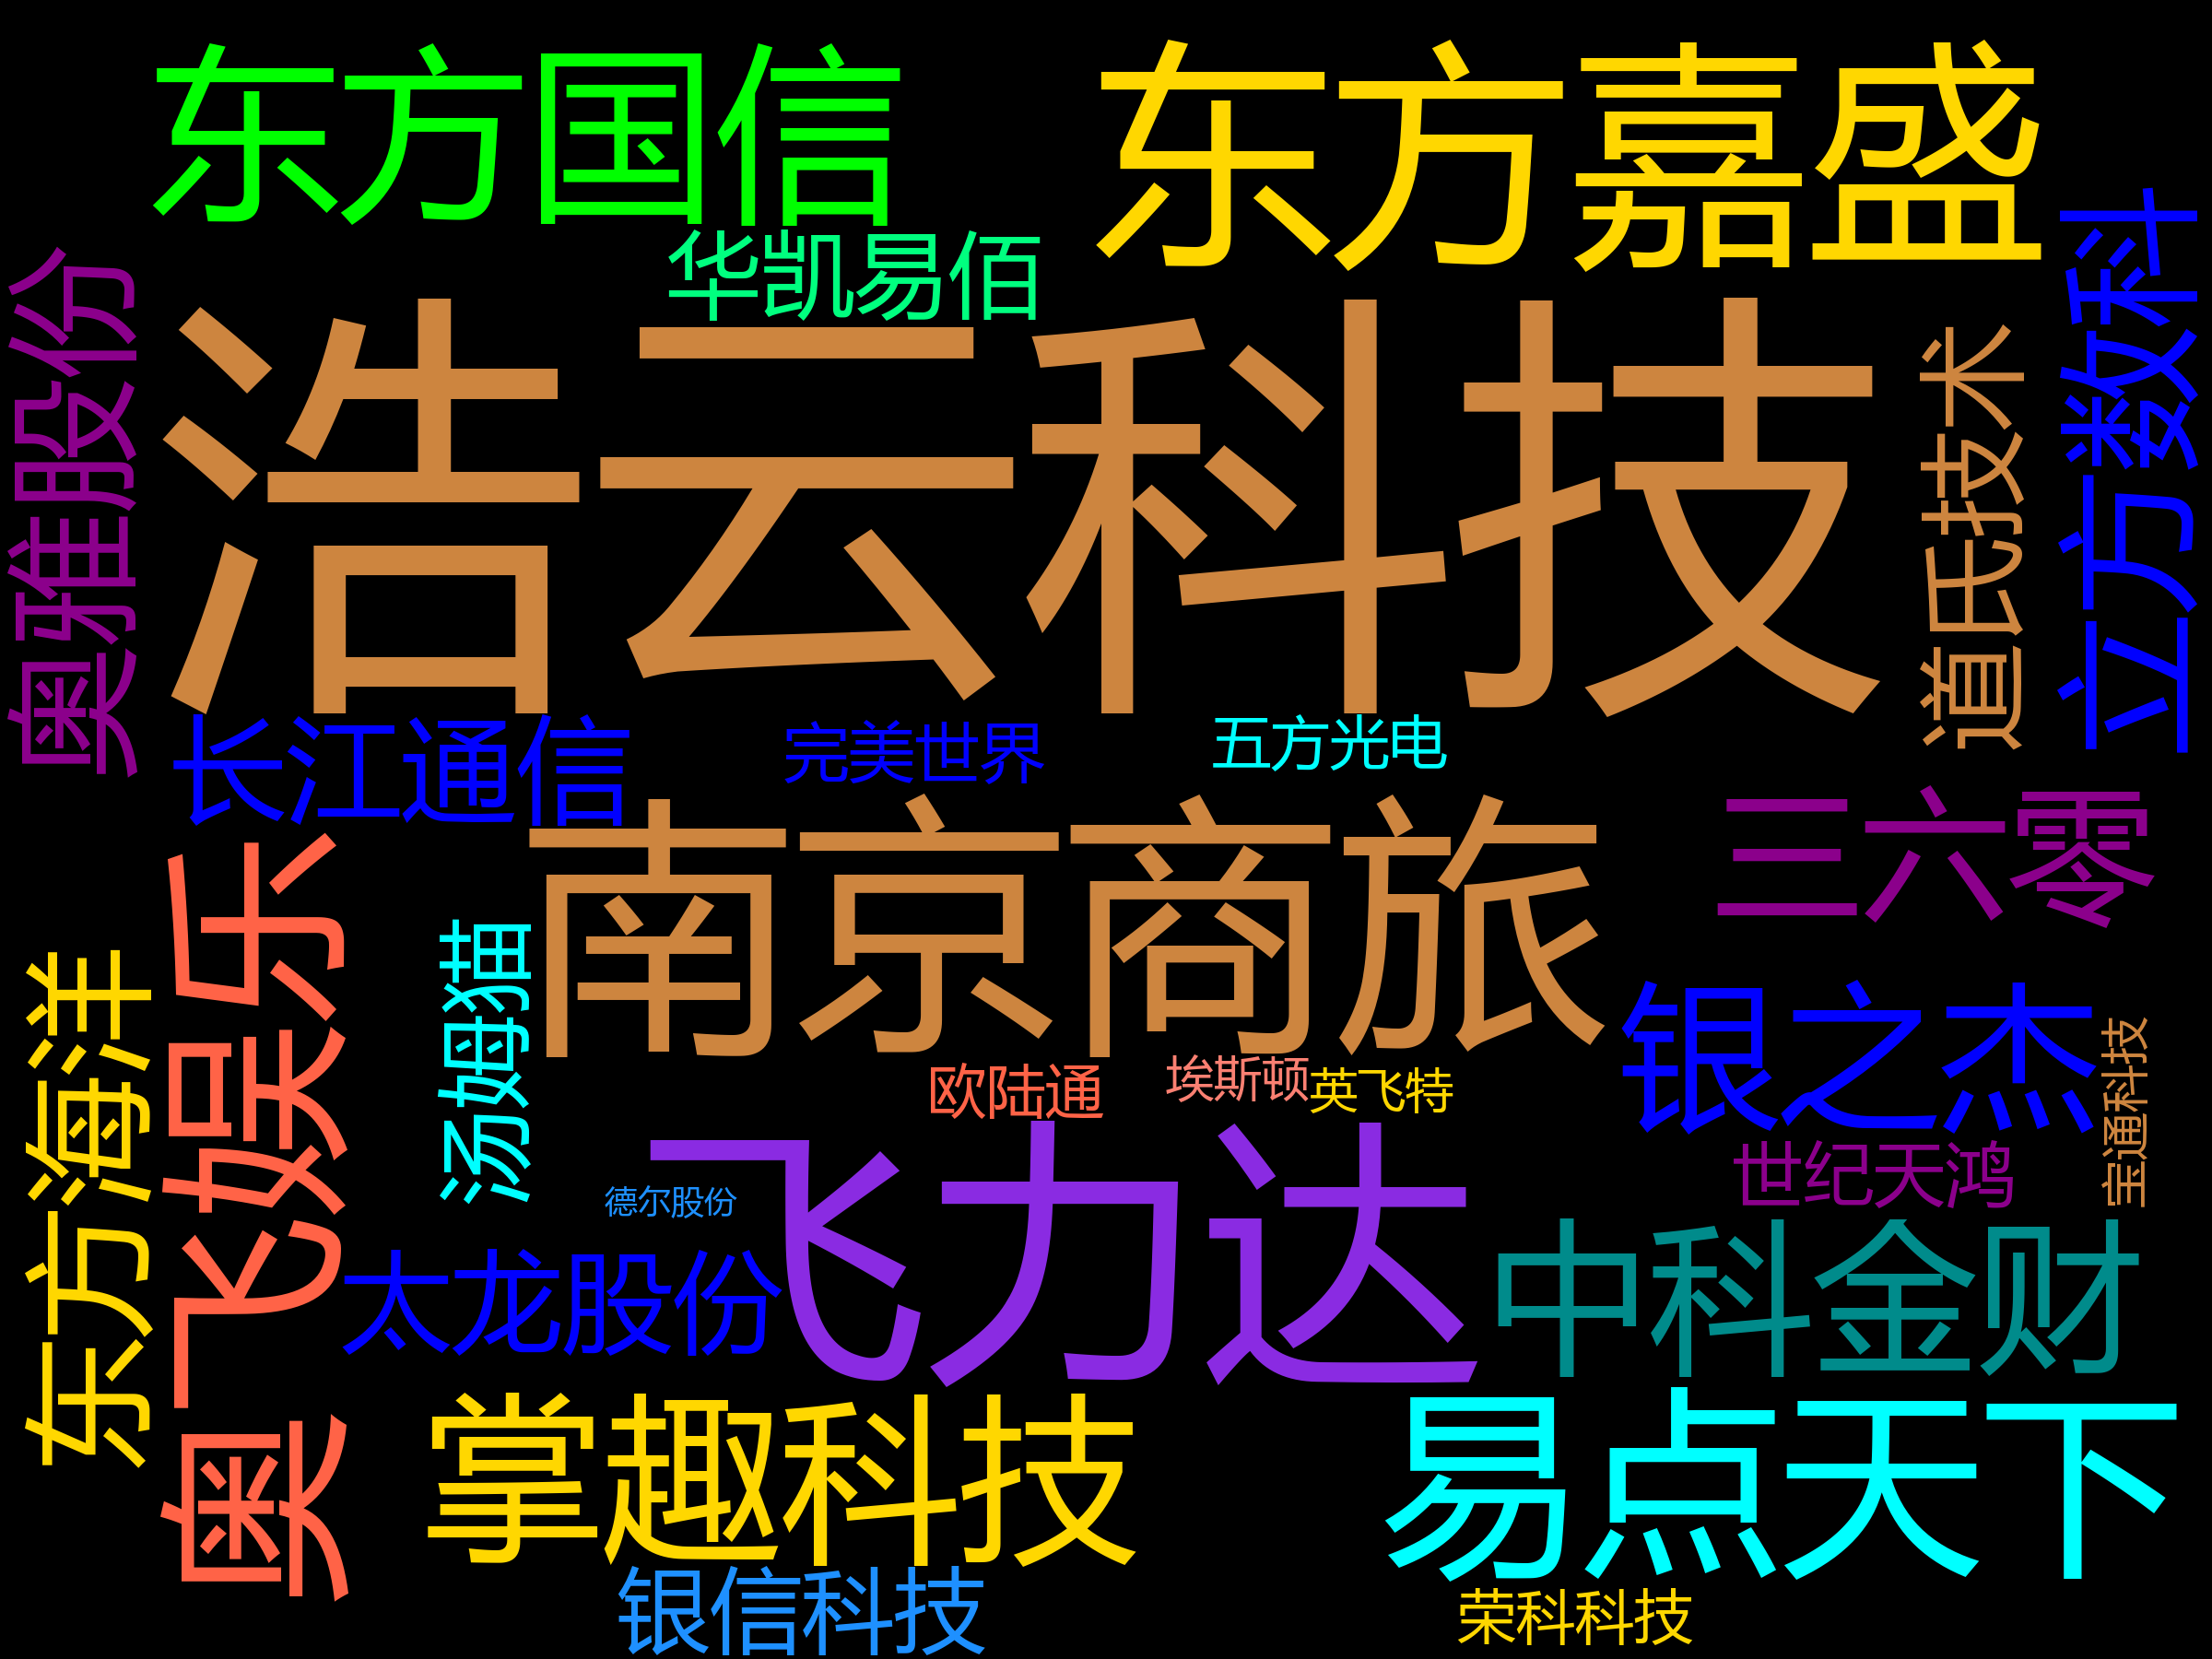 东方国信
东方嘉盛
华凯易佰
浩云科技
奥雅股份
道氏技术
立方数科
长江通信
完美世界
五方光电
南京商旅
三六零
东方海洋
奥飞娱乐
汤姆猫
银之杰
欧陆通
埃斯顿
英飞特
宝通科技
世纪天鸿
德尔股份
飞力达
太龙股份
中科金财
掌趣科技
易点天下
银信科技
荣科科技